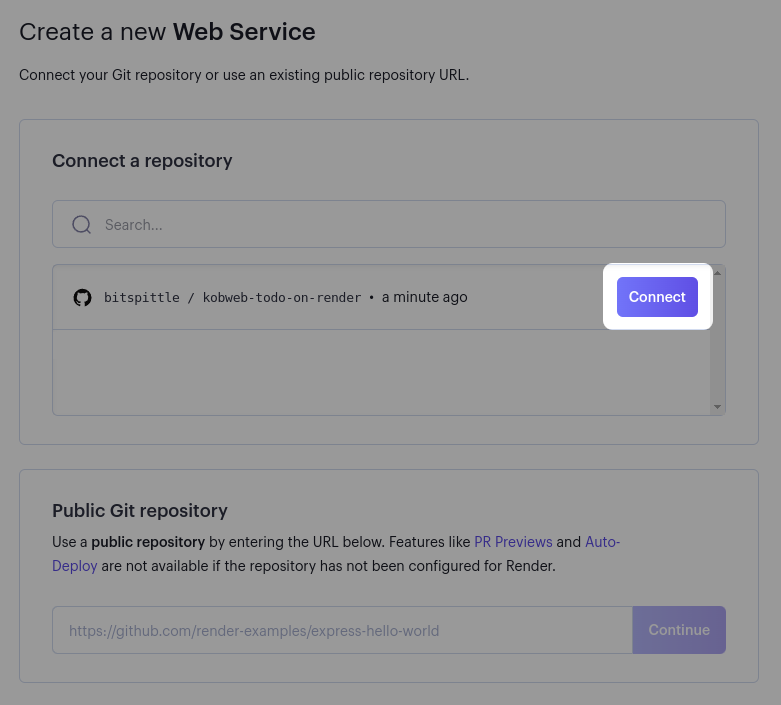 Create a new Web Service
Connect your Git repository or use an existing public repository URL.
Connect a repository
Search...
bitspittle / kobweb-todo-on-render • a minute ago
Connect
Public Git repository
Use a public repository by entering the URL below. Features like PR Previews and Auto-
Deploy are not available if the repository has not been configured for Render.
https://github.com/render-examples/express-hello-world
Continue